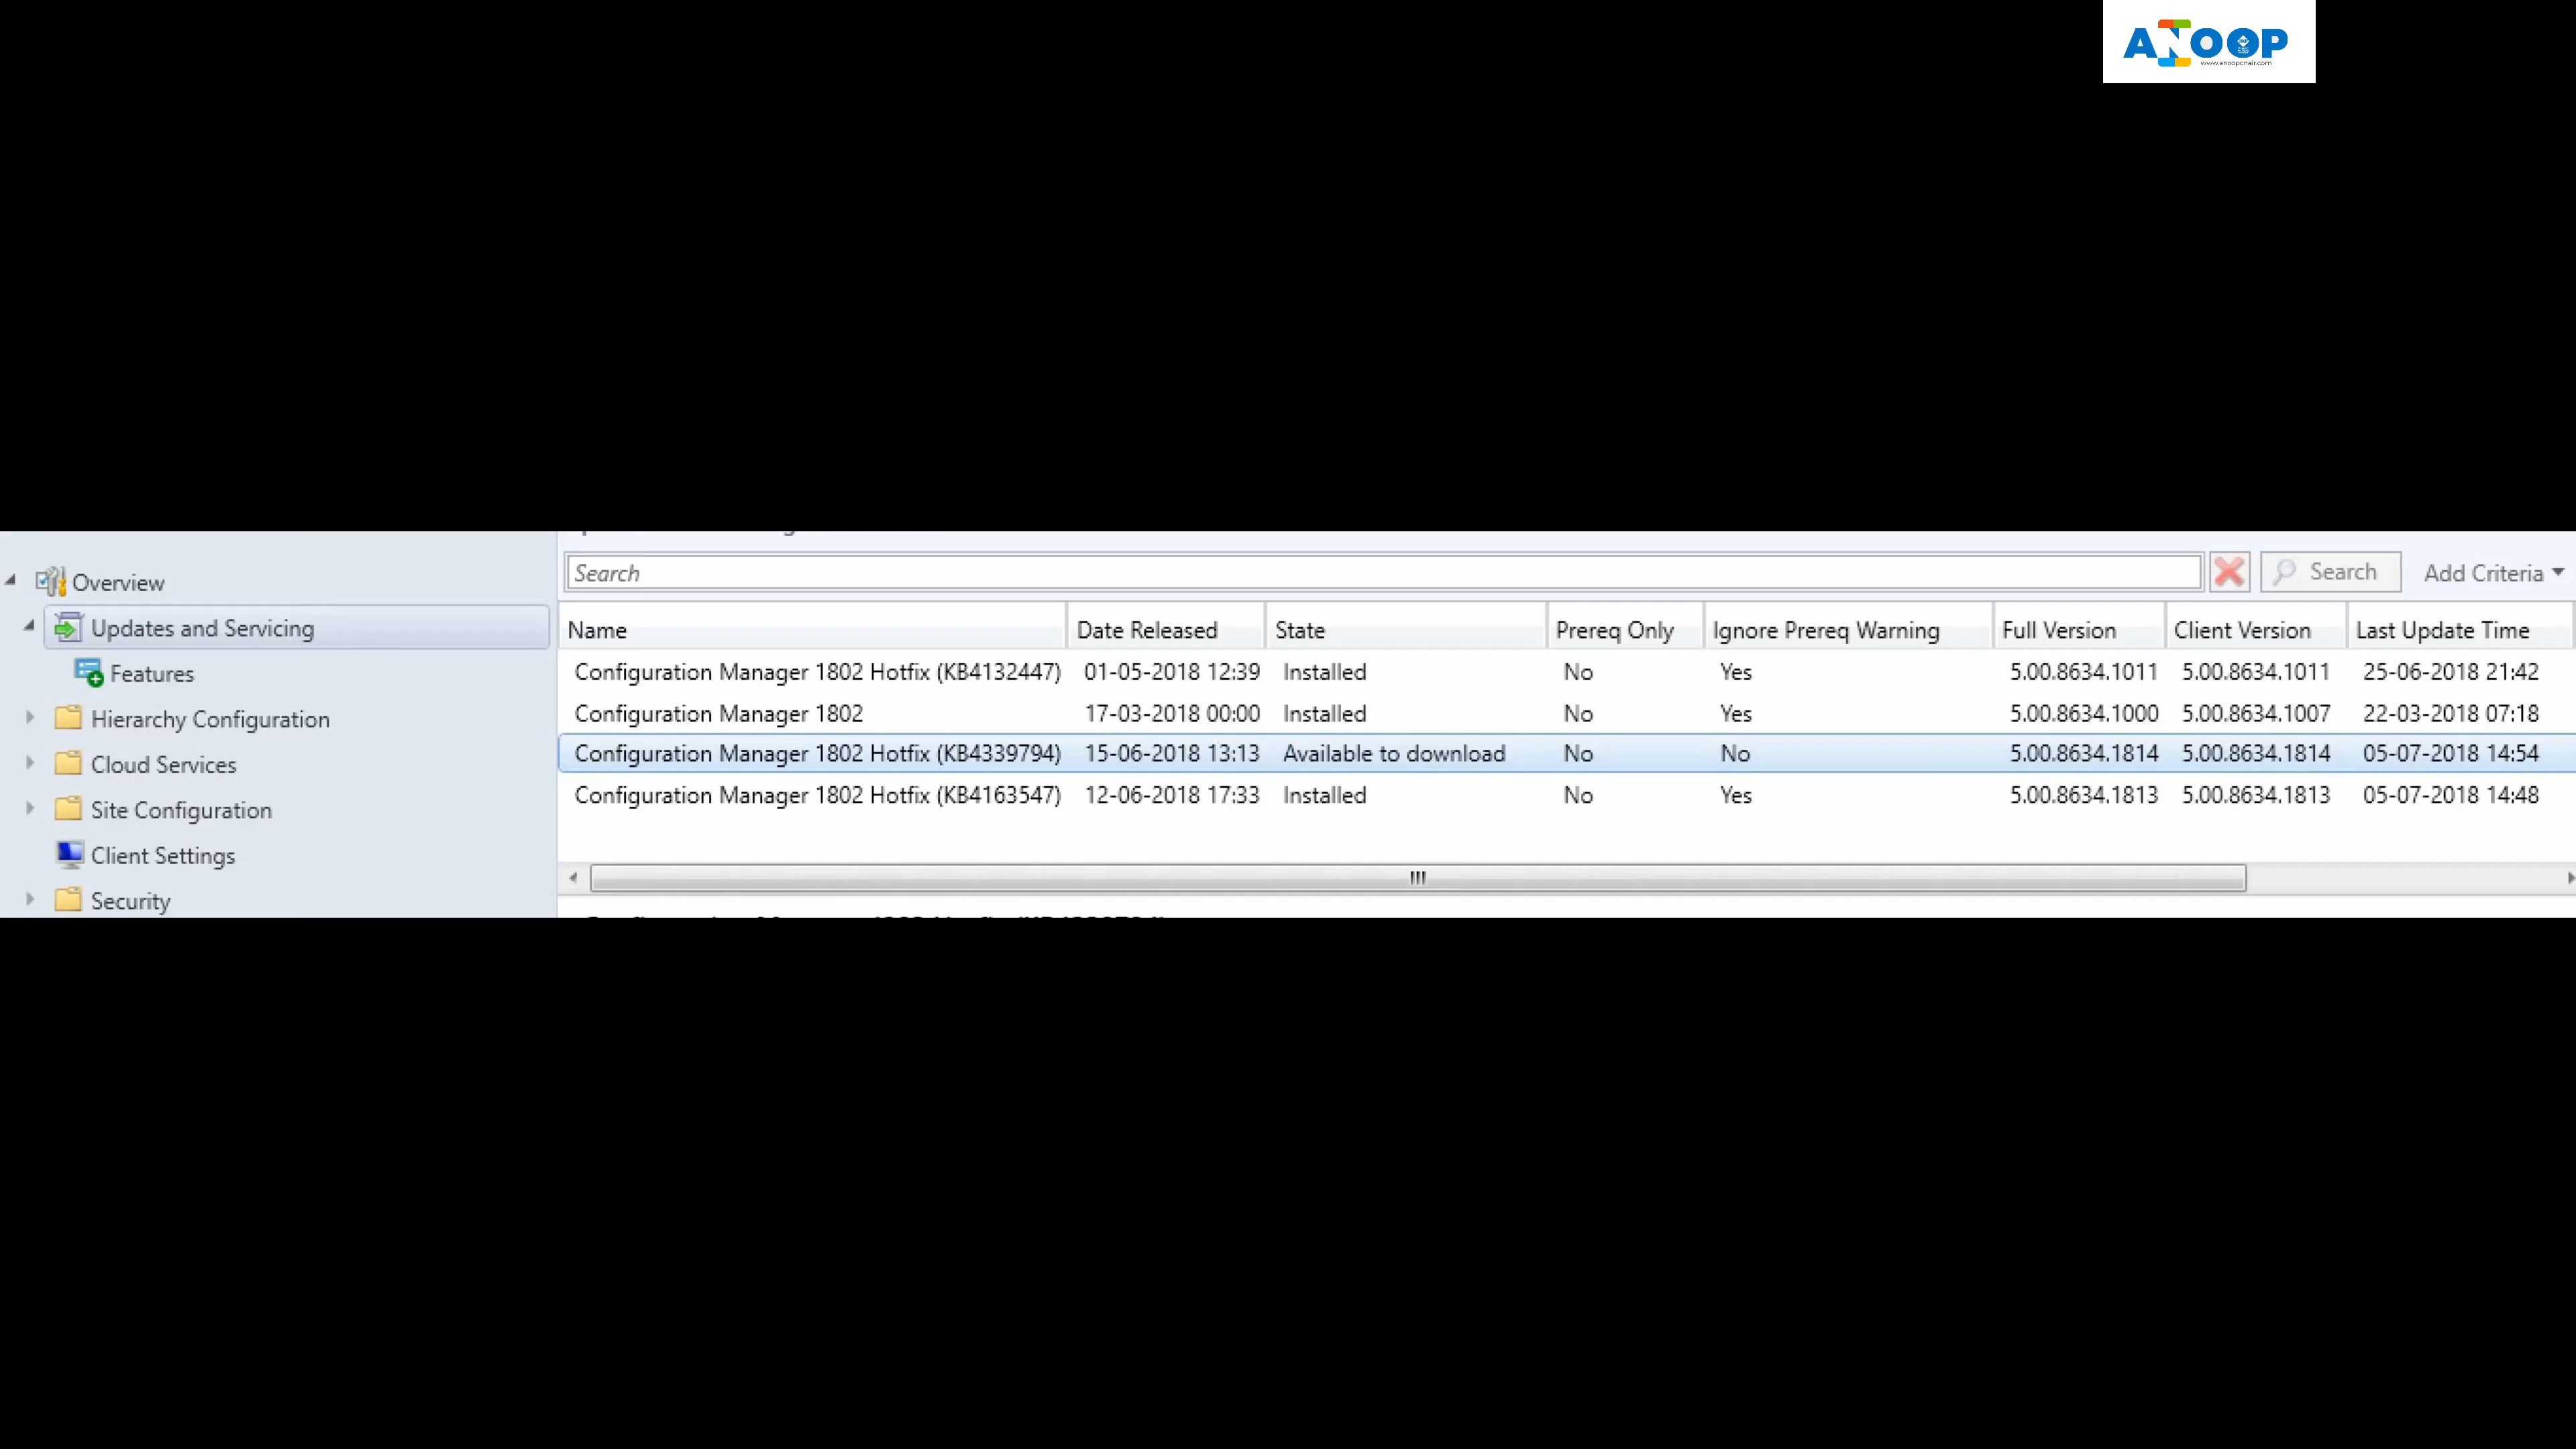 ANOOP
www.anoopcnair.com
Search
Search
Add Criteria
Overview
Updates and Servicing
Features
Hierarchy Configuration
Cloud Services
Site Configuration
Client Settings
Security
Name Date Released State Prereq Only Ignore Prereq Warning Full Version Client Version Last Update Time
Configuration Manager 1802 Hotfix (KB4132447) 01-05-2018 12:39 Installed No Yes 5.00.8634.1011 5.00.8634.1011 25-06-2018 21:42
Configuration Manager 1802 17-03-2018 00:00 Installed No Yes 5.00.8634.1000 5.00.8634.1007 22-03-2018 07:18
Configuration Manager 1802 Hotfix (KB4339794) 15-06-2018 13:13 Available to download No No 5.00.8634.1814 5.00.8634.1814 05-07-2018 14:54
Configuration Manager 1802 Hotfix (KB4163547) 12-06-2018 17:33 Installed No Yes 5.00.8634.1813 5.00.8634.1813 05-07-2018 14:48